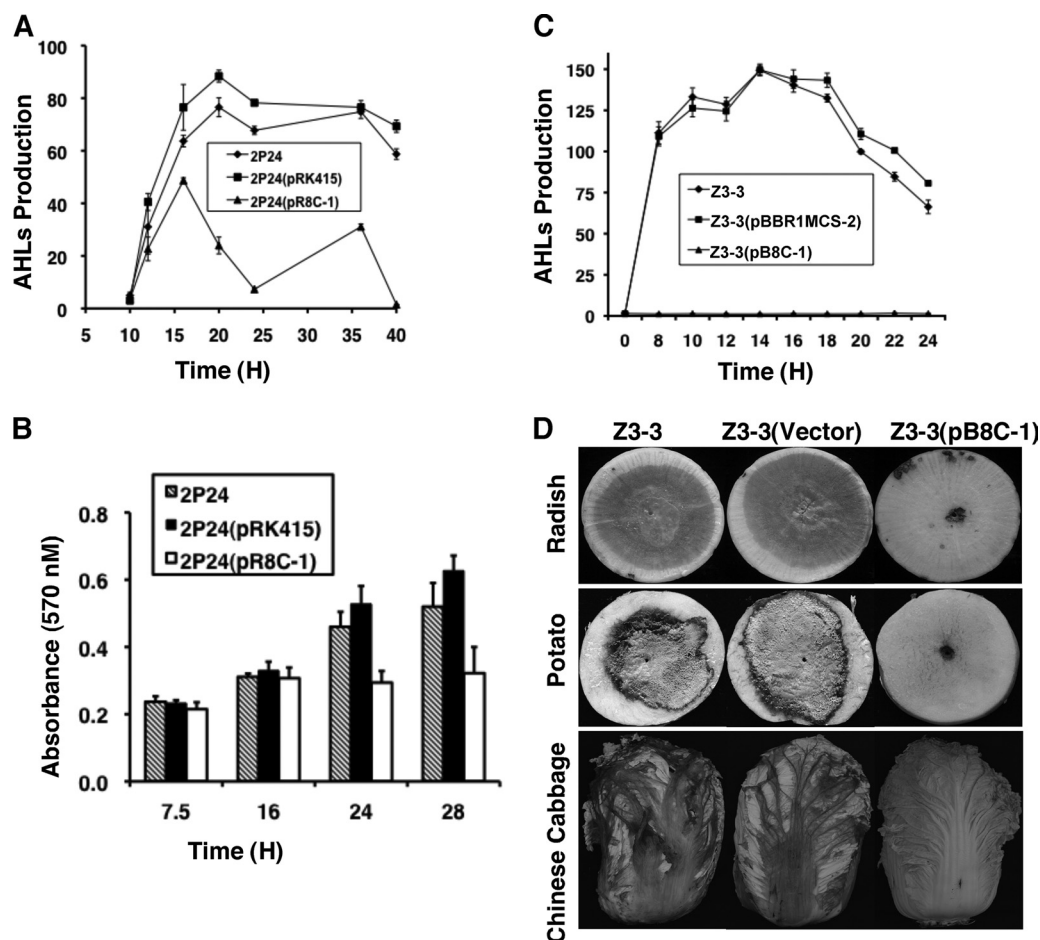 A
100
80
60
40
20
0
AHLs Production
2P24
2P24(pRK415)
2P24(pR8C-1)
5 10 15 20 25 30 35 40
Time (H)
C
150
125
100
75
50
25
0
AHLs Production
Z3-3
Z3-3(pBBR1MCS-2)
Z3-3(pB8C-1)
0 8 10 12 14 16 18 20 22 24
Time (H)
B
2P24
2P24(pRK415)
2P24(pR8C-1)
0.8
0.6
0.4
0.2
0.0
Absorbance (570 nM)
7.5 16 24 28
Time (H)
D
Z3-3 Z3-3(Vector) Z3-3(pB8C-1)
Radish
Potato
Chinese Cabbage